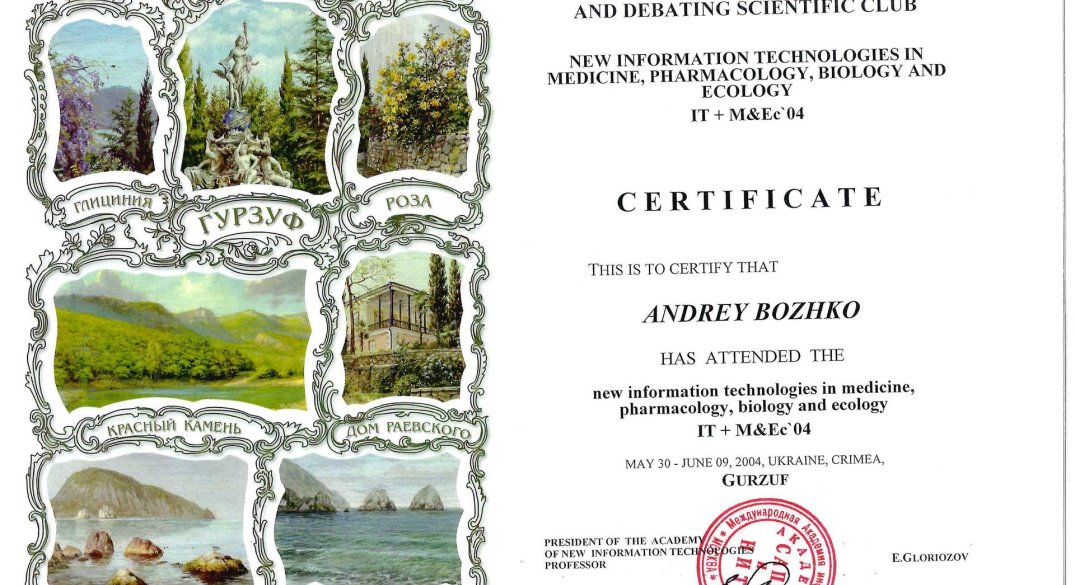 ГЛИЦИНИЯ
ГУРЗУФ
РОЗА
КРАСНЫЙ КАМЕНЬ
ДОМ РАЕВСКОГО
AND DEBATING SCIENTIFIC CLUB
NEW INFORMATION TECHNOLOGIES IN
MEDICINE, PHARMACOLOGY, BIOLOGY AND
ECOLOGY
IT + M&Ec`04
CERTIFICATE
THIS IS TO CERTIFY THAT
ANDREY BOZHKO
HAS ATTENDED THE
new information technologies in medicine,
pharmacology, biology and ecology
IT + M&Ec`04
MAY 30 - JUNE 09, 2004, UKRAINE, CRIMEA,
GURZUF
PRESIDENT OF THE ACADEMY
OF NEW INFORMATION TECHNOLOGIES
PROFESSOR
E.GLORIOZOV
Международная Академия
МОСКВА